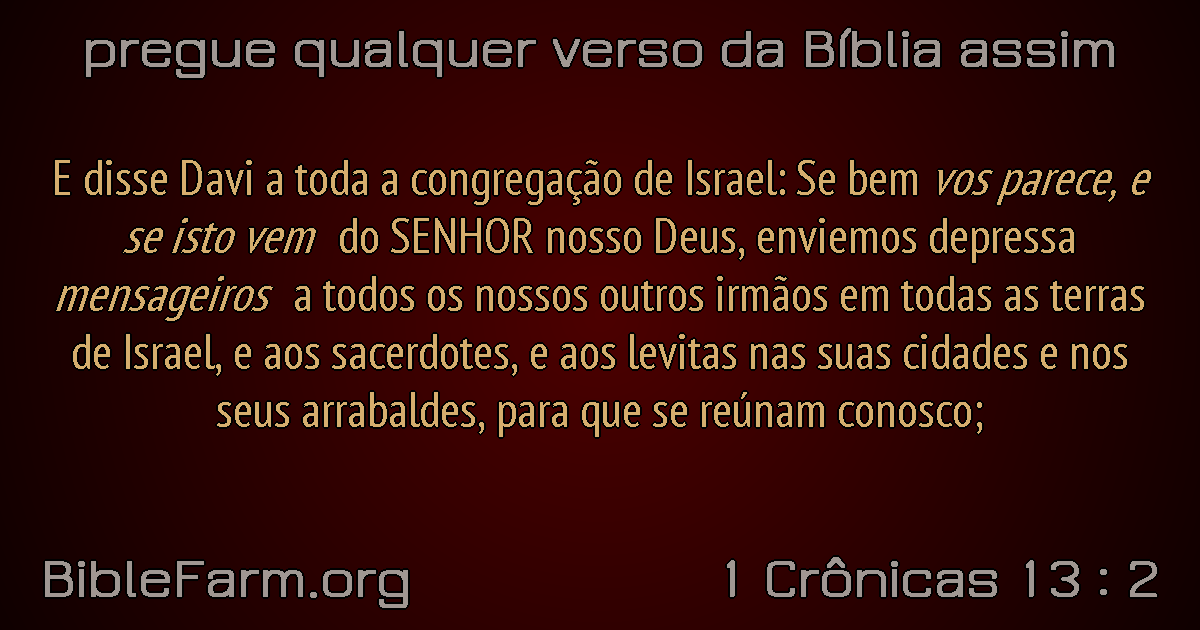 pregue qualquer verso da Bíblia assim
E disse Davi a toda a congregação de Israel: Se bem vos parece, e
se isto vem do SENHOR nosso Deus, enviemos depressa
mensageiros a todos os nossos outros irmãos em todas as terras
de Israel, e aos sacerdotes, e aos levitas nas suas cidades e nos
seus arrabaldes, para que se reúnam conosco;
BibleFarm.org
1 Crônicas 13 : 2